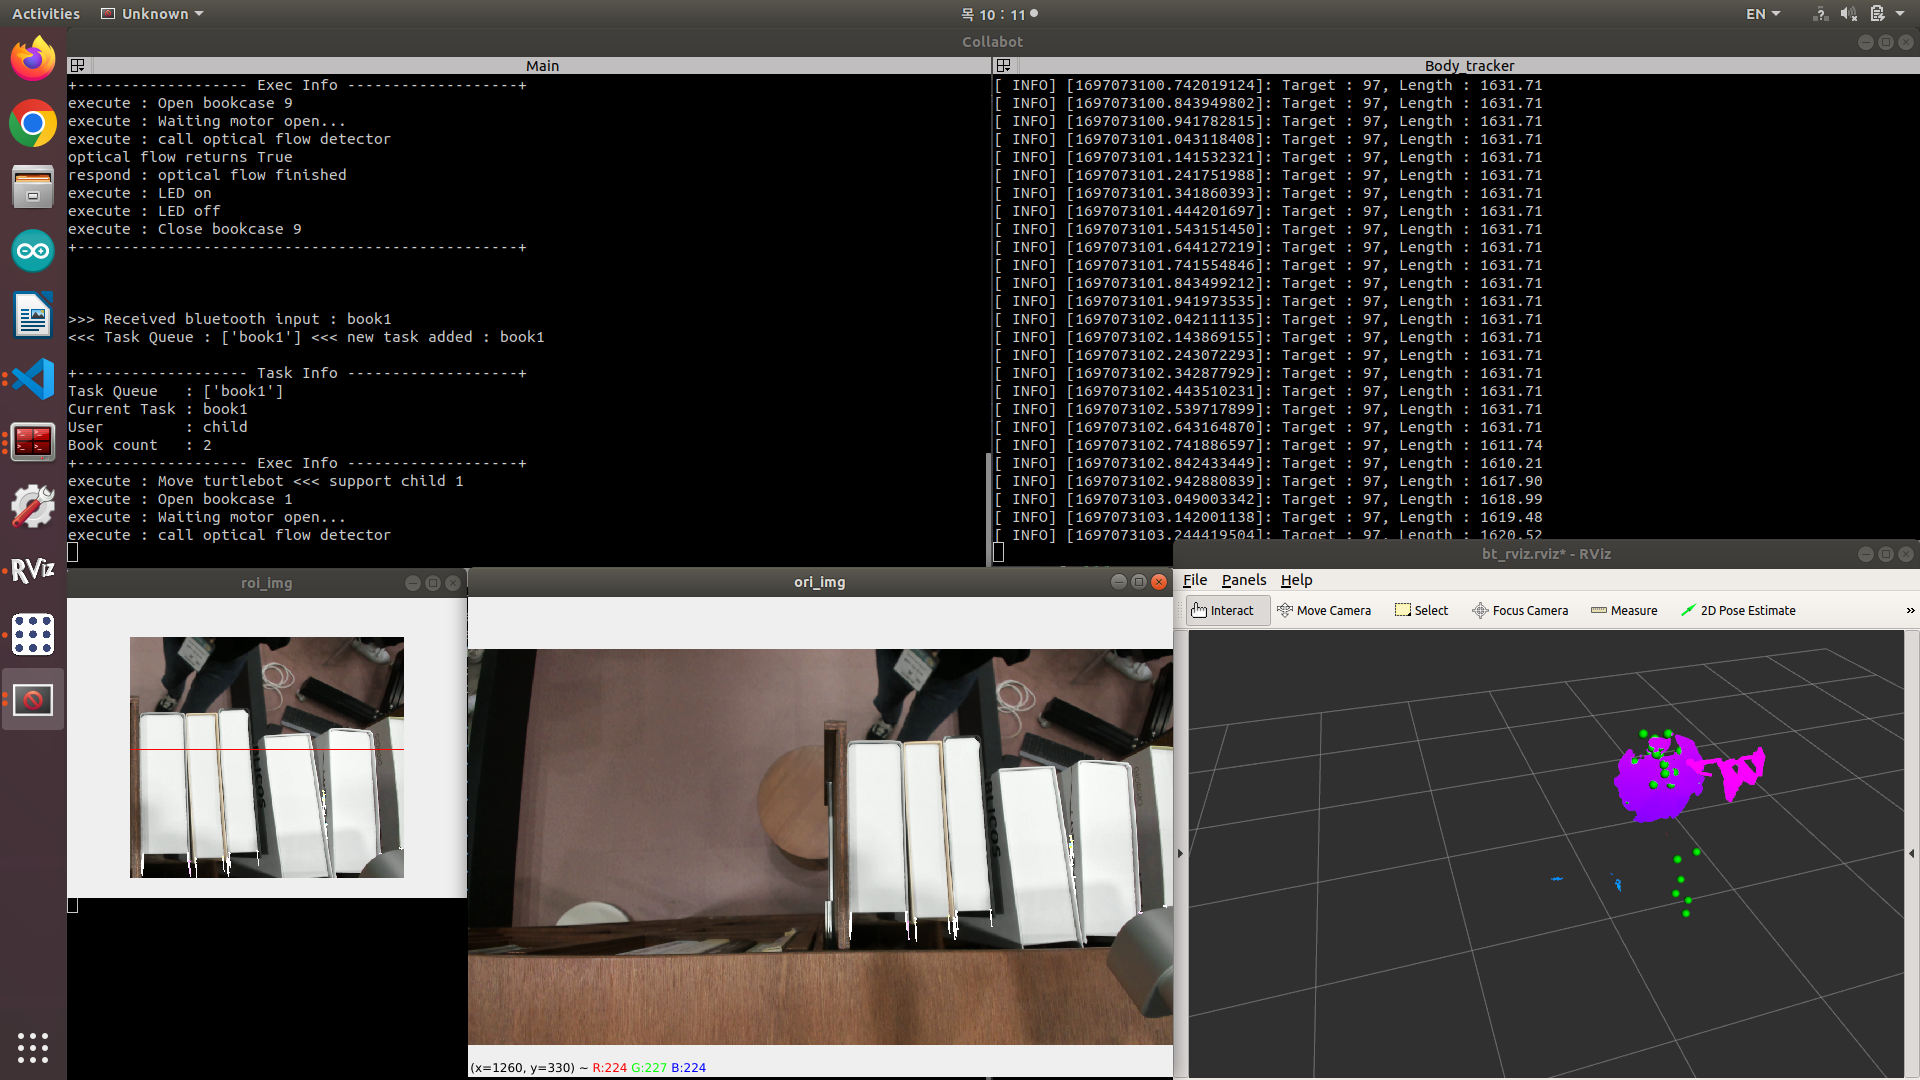 Activities
Unknown
목 10 : 11
EN
Collabot
Main
+------------------- Exec Info -------------------+
execute : Open bookcase 9
execute : Waiting motor open...
execute : call optical flow detector
optical flow returns True
respond : optical flow finished
execute : LED on
execute : LED off
execute : Close bookcase 9
+-------------------------------------------------+
>>> Received bluetooth input : book1
<<< Task Queue : ['book1'] <<< new task added : book1
+------------------- Task Info -------------------+
Task Queue   : ['book1']
Current Task : book1
User         : child
Book count   : 2
+------------------- Exec Info -------------------+
execute : Move turtlebot <<< support child 1
execute : Open bookcase 1
execute : Waiting motor open...
execute : call optical flow detector
Body_tracker
[ INFO] [1697073100.742019124]: Target : 97, Length : 1631.71
[ INFO] [1697073100.843949802]: Target : 97, Length : 1631.71
[ INFO] [1697073100.941782815]: Target : 97, Length : 1631.71
[ INFO] [1697073101.043118408]: Target : 97, Length : 1631.71
[ INFO] [1697073101.141532321]: Target : 97, Length : 1631.71
[ INFO] [1697073101.241751988]: Target : 97, Length : 1631.71
[ INFO] [1697073101.341860393]: Target : 97, Length : 1631.71
[ INFO] [1697073101.444201697]: Target : 97, Length : 1631.71
[ INFO] [1697073101.543151450]: Target : 97, Length : 1631.71
[ INFO] [1697073101.644127219]: Target : 97, Length : 1631.71
[ INFO] [1697073101.741554846]: Target : 97, Length : 1631.71
[ INFO] [1697073101.843499212]: Target : 97, Length : 1631.71
[ INFO] [1697073101.941973535]: Target : 97, Length : 1631.71
[ INFO] [1697073102.042111135]: Target : 97, Length : 1631.71
[ INFO] [1697073102.143869155]: Target : 97, Length : 1631.71
[ INFO] [1697073102.243072293]: Target : 97, Length : 1631.71
[ INFO] [1697073102.342877929]: Target : 97, Length : 1631.71
[ INFO] [1697073102.443510231]: Target : 97, Length : 1631.71
[ INFO] [1697073102.539717899]: Target : 97, Length : 1631.71
[ INFO] [1697073102.643164870]: Target : 97, Length : 1631.71
[ INFO] [1697073102.741886597]: Target : 97, Length : 1611.74
[ INFO] [1697073102.842433449]: Target : 97, Length : 1610.21
[ INFO] [1697073102.942880839]: Target : 97, Length : 1617.90
[ INFO] [1697073103.049003342]: Target : 97, Length : 1618.99
[ INFO] [1697073103.142001138]: Target : 97, Length : 1619.48
[ INFO] [1697073103.244419504]: Target : 97, Length : 1620.52
RViz
roi_img
ori_img
(x=1260, y=330) ~ R:224 G:227 B:224
bt_rviz.rviz* - RViz
File Panels Help
Interact Move Camera Select Focus Camera Measure 2D Pose Estimate »